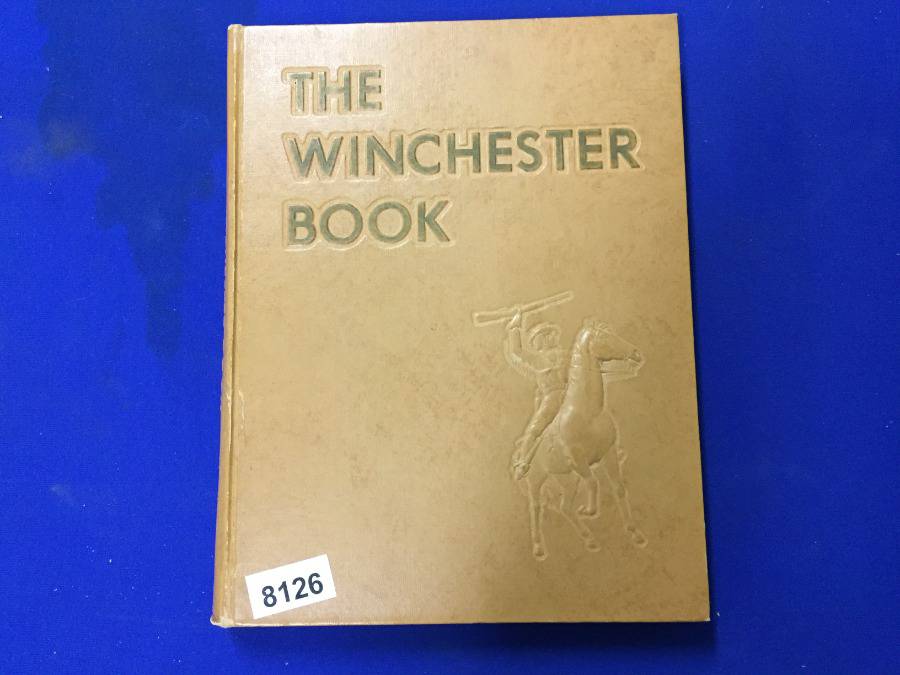 THE
WINCHESTER
BOOK
8126